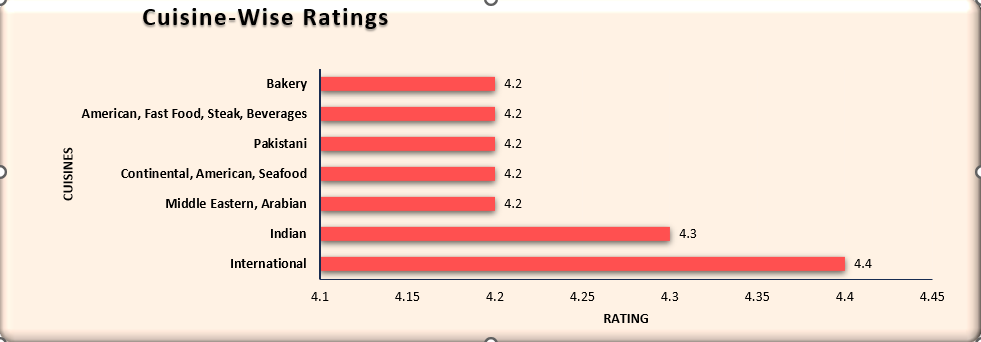 Cuisine-Wise Ratings
CUISINES
Bakery 4.2
American, Fast Food, Steak, Beverages 4.2
Pakistani 4.2
Continental, American, Seafood 4.2
Middle Eastern, Arabian 4.2
Indian 4.3
International 4.4
4.1 4.15 4.2 4.25 4.3 4.35 4.4 4.45
RATING